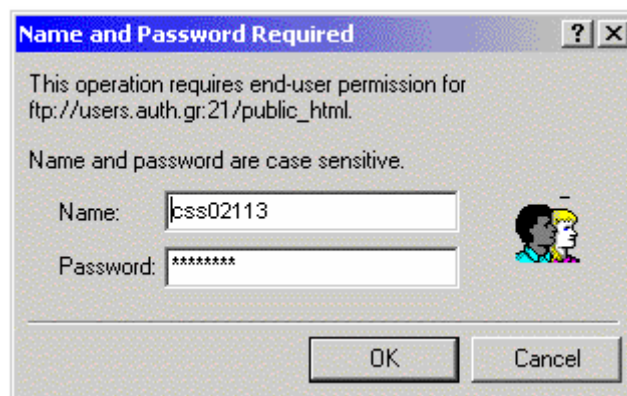 Name and Password Required
This operation requires end-user permission for
ftp://users.auth.gr:21/public_html.
Name and password are case sensitive.
Name: css02113
Password: ********
OK Cancel